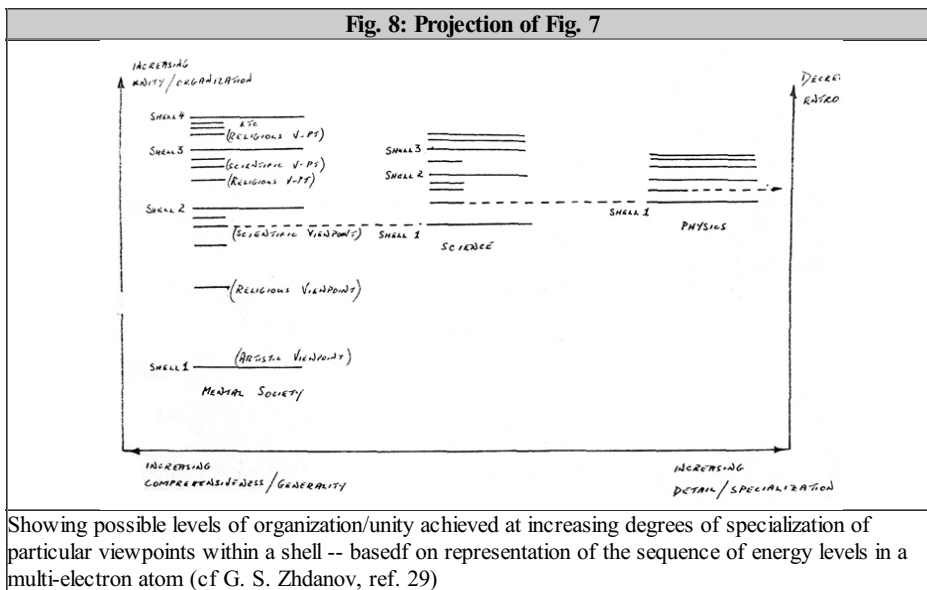 Fig. 8: Projection of Fig. 7
INCREASING
UNITY/ORGANIZATION
DECRE
ENTRO
SHELL 4
ETC
(RELIGIOUS V-PT)
SHELL 3
(SCIENTIFIC V-PT)
(RELIGIOUS V-PT)
SHELL 2
(SCIENTIFIC VIEWPOINT)
(RELIGIOUS VIEWPOINT)
(ARTISTIC VIEWPOINT)
SHELL 1
MENTAL SOCIETY
SHELL 3
SHELL 2
SHELL 1
SCIENCE
SHELL 1
PHYSICS
INCREASING
COMPREHENSIVENESS/GENERALITY
INCREASING
DETAIL/SPECIALIZATION
Showing possible levels of organization/unity achieved at increasing degrees of specialization of
particular viewpoints within a shell -- basedf on representation of the sequence of energy levels in a
multi-electron atom (cf G. S. Zhdanov, ref. 29)